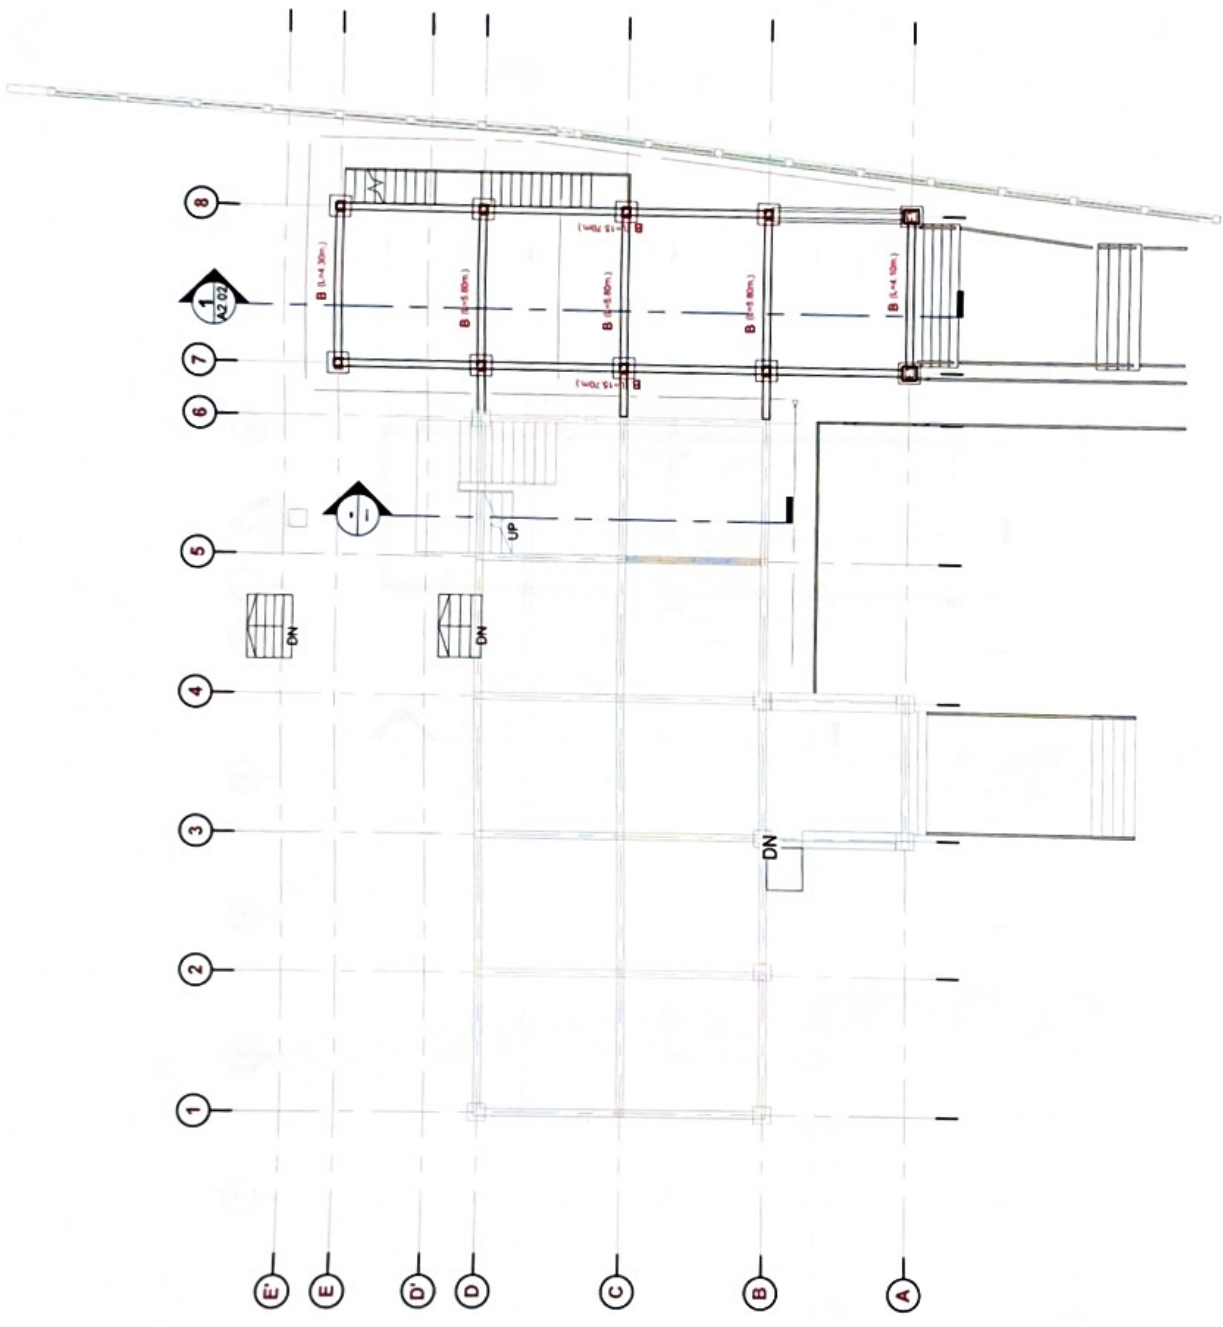 8
1
A2.02
7
6
5
4
3
2
1
E'
E
D'
D
C
B
A
B (L=4.30m.)
B (L=5.80m.)
B (L=5.80m.)
B (L=5.80m.)
B (L=4.10m.)
B
(L=15.70m.)
B
(L=15.70m.)
UP
DN
DN
DN
-
--